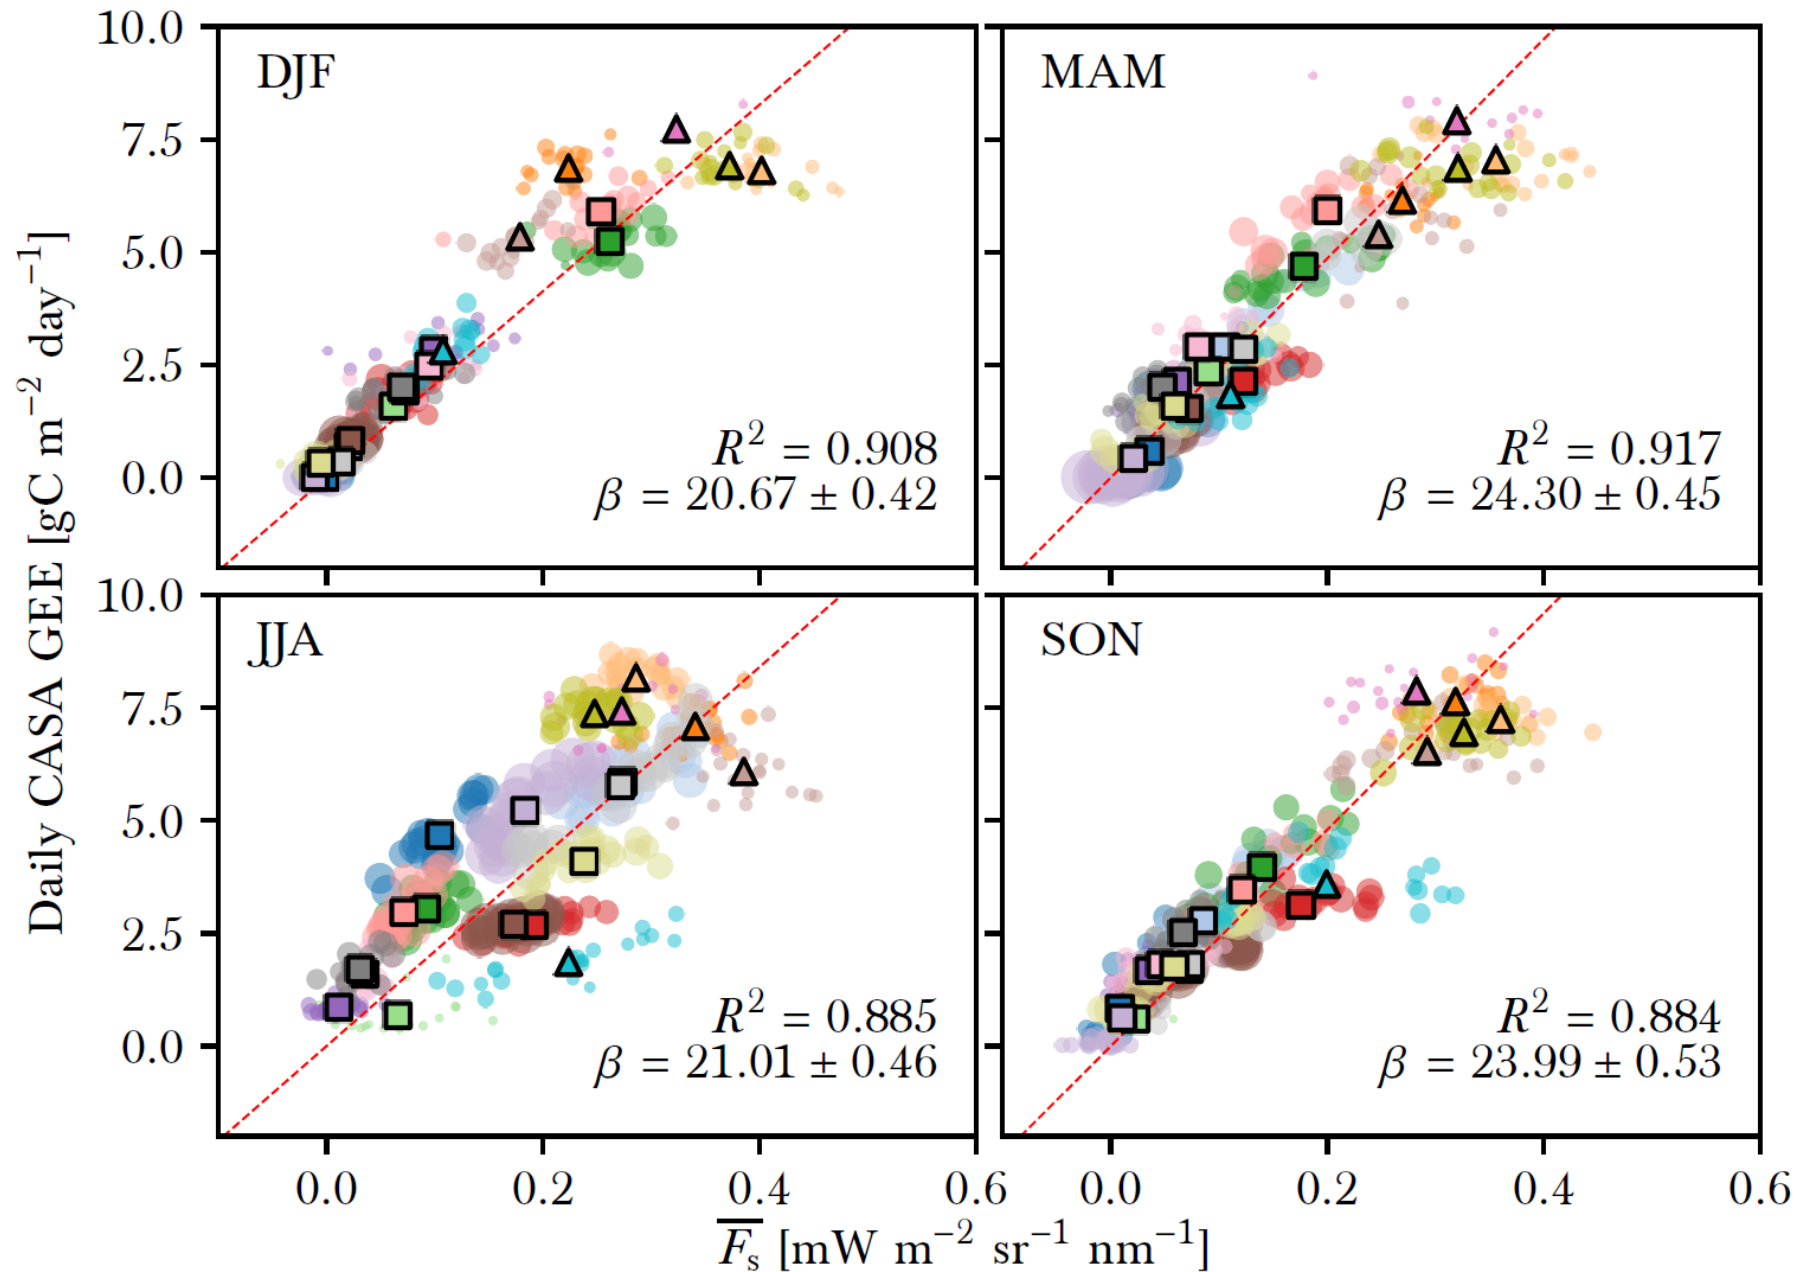 10.0
7.5
5.0
2.5
0.0
DJF
R² = 0.908
β = 20.67 ± 0.42
MAM
R² = 0.917
β = 24.30 ± 0.45
10.0
7.5
5.0
2.5
0.0
JJA
R² = 0.885
β = 21.01 ± 0.46
SON
R² = 0.884
β = 23.99 ± 0.53
0.0 0.2 0.4 0.6 0.0 0.2 0.4 0.6
Daily CASA GEE [gC m⁻² day⁻¹]
F̅ₛ [mW m⁻² sr⁻¹ nm⁻¹]